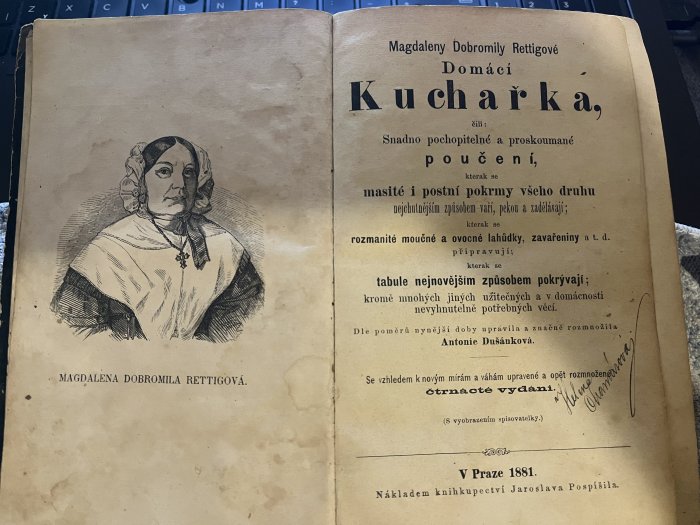 MAGDALENA DOBROMILA RETTIGOVÁ.
Magdaleny Dobromily Rettigové
Domácí
Kuchařka,
čili:
Snadno pochopitelné a proskoumané
poučení,
kterak se
masité i postní pokrmy všeho druhu
nejchutnějším způsobem vaří, pekou a zadělávají;
kterak se
rozmanité moučné a ovocné lahůdky, zavařeniny a t. d.
připravují;
kterak se
tabule nejnovějším způsobem pokrývají;
kromě mnohých jiných užitečných a v domácnosti
nevyhnutelně potřebných věcí.
Dle poměrů nynější doby upravila a značně rozmnožila
Antonie Dušánková.
Se vzhledem k novým mírám a váhám upravené a opět rozmnožené
čtrnácté vydání.
(S vyobrazením spisovatelky.)
V Praze 1881.
Nákladem knihkupectví Jaroslava Pospíšila.